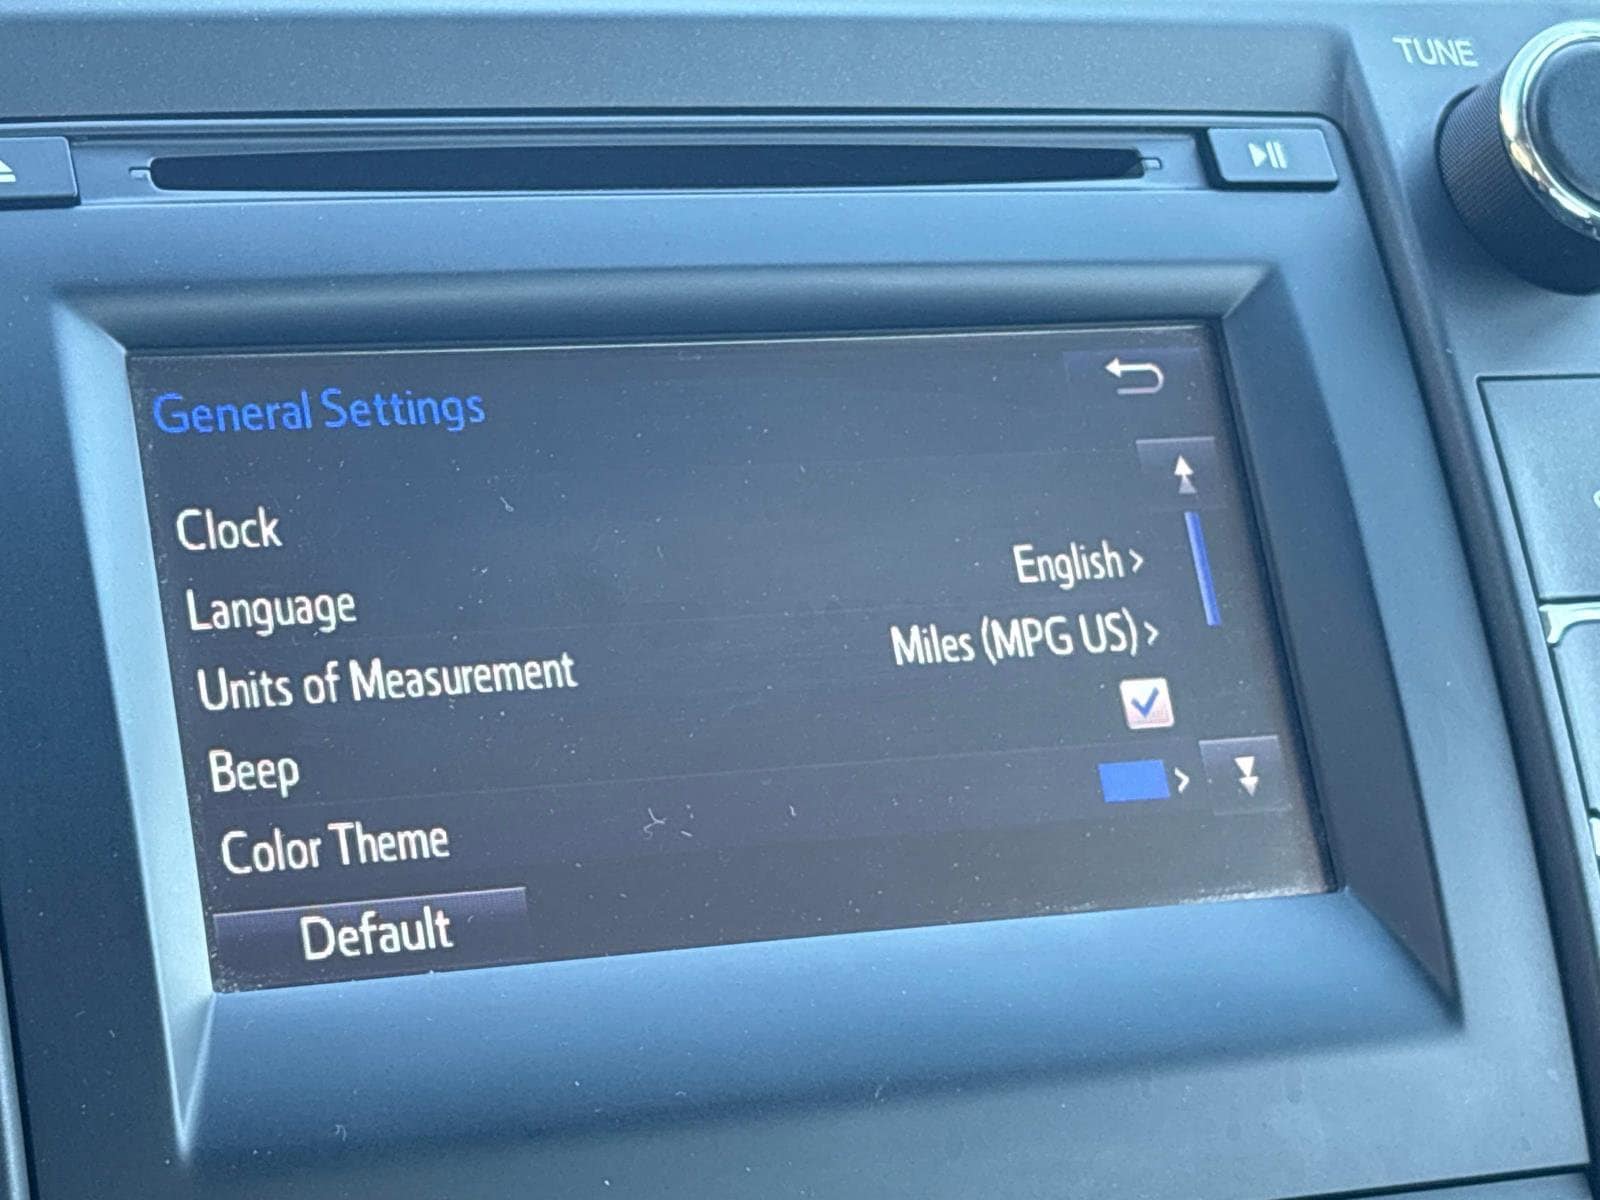 TUNE
General Settings
Clock
Language English >
Units of Measurement Miles (MPG US) >
Beep
Color Theme >
Default